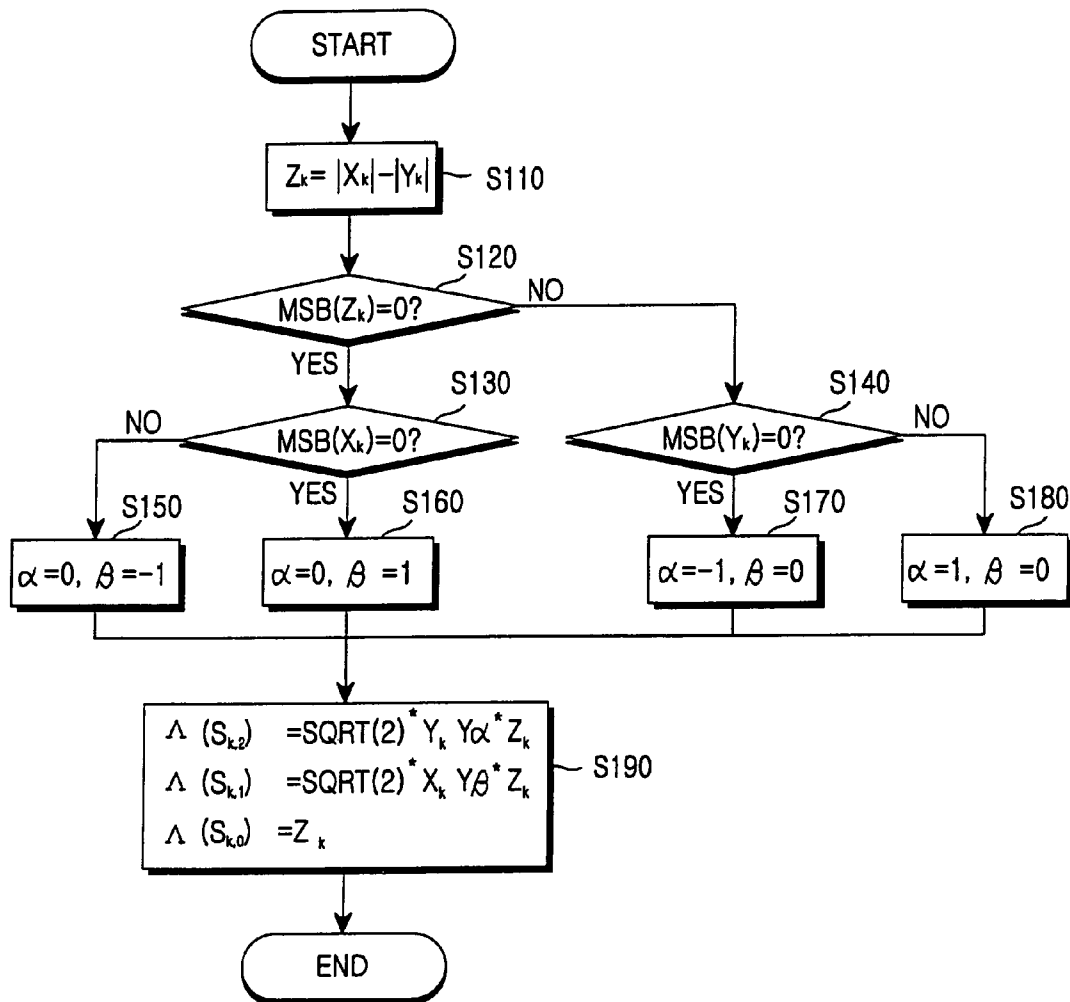 START
Zk= |Xk|-|Yk|
S110
S120
MSB(Zk)=0?
NO
YES
S130
MSB(Xk)=0?
NO
YES
S140
MSB(Yk)=0?
NO
YES
S150
α=0, β=-1
S160
α=0, β =1
S170
α=-1, β=0
S180
α=1, β =0
Λ (Sk,2) =SQRT(2)*Yk Yα*Zk
Λ (Sk,1) =SQRT(2)*Xk Yβ*Zk
Λ (Sk,0) =Zk
S190
END